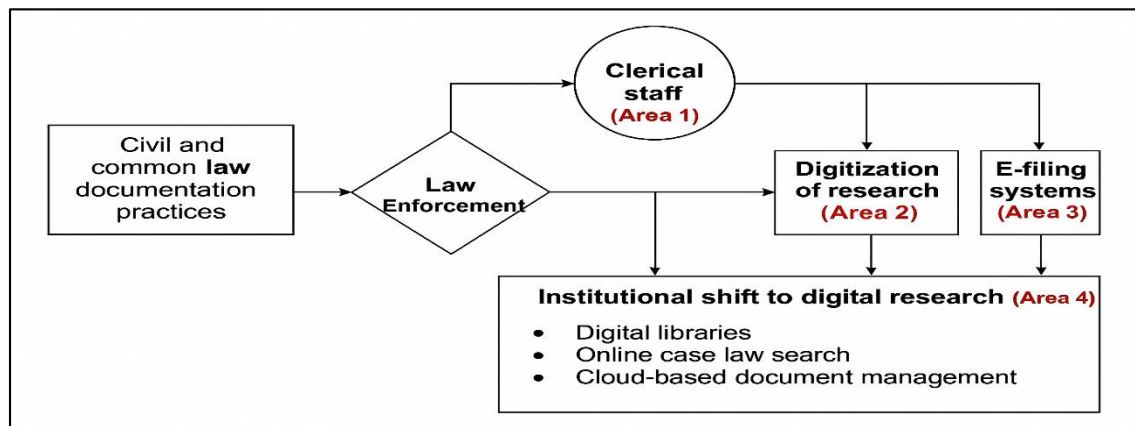 Civil and
common law
documentation
practices
Law
Enforcement
Clerical
staff
(Area 1)
Digitization
of research
(Area 2)
E-filing
systems
(Area 3)
Institutional shift to digital research (Area 4)
• Digital libraries
• Online case law search
• Cloud-based document management